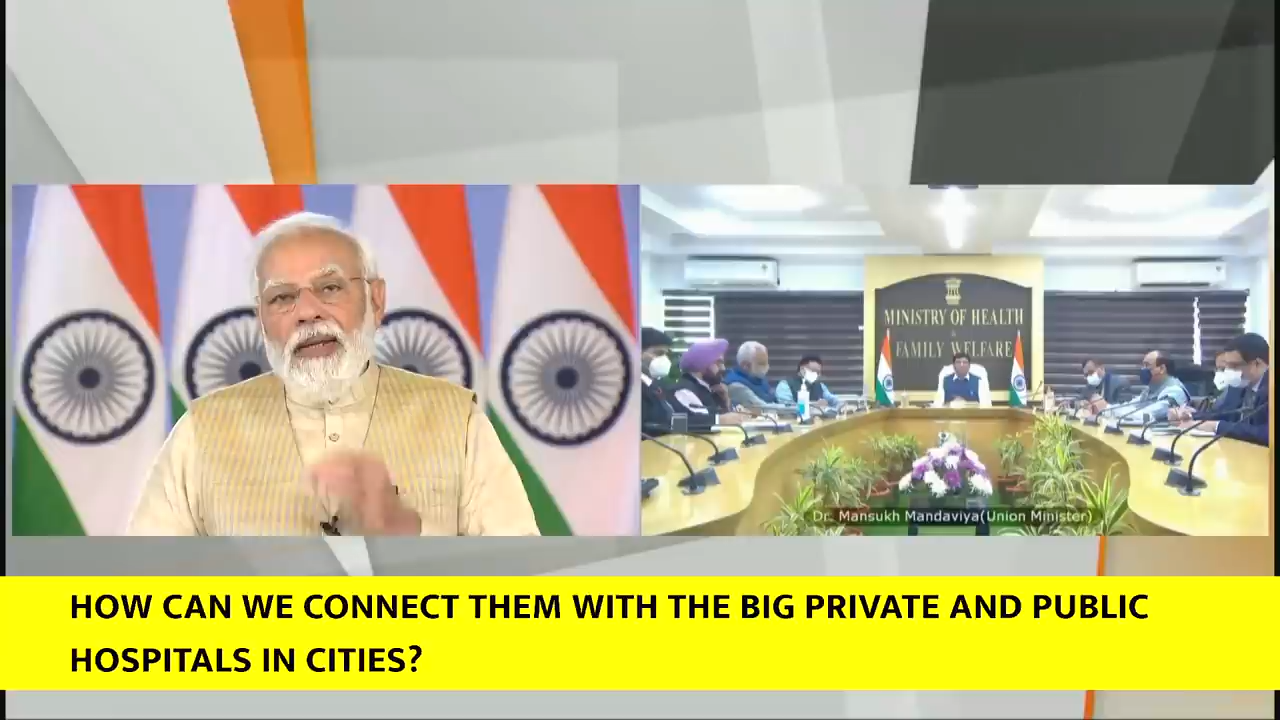 MINISTRY OF HEALTH
&
FAMILY WELFARE
Dr. Mansukh Mandaviya(Union Minister)
HOW CAN WE CONNECT THEM WITH THE BIG PRIVATE AND PUBLIC
HOSPITALS IN CITIES?